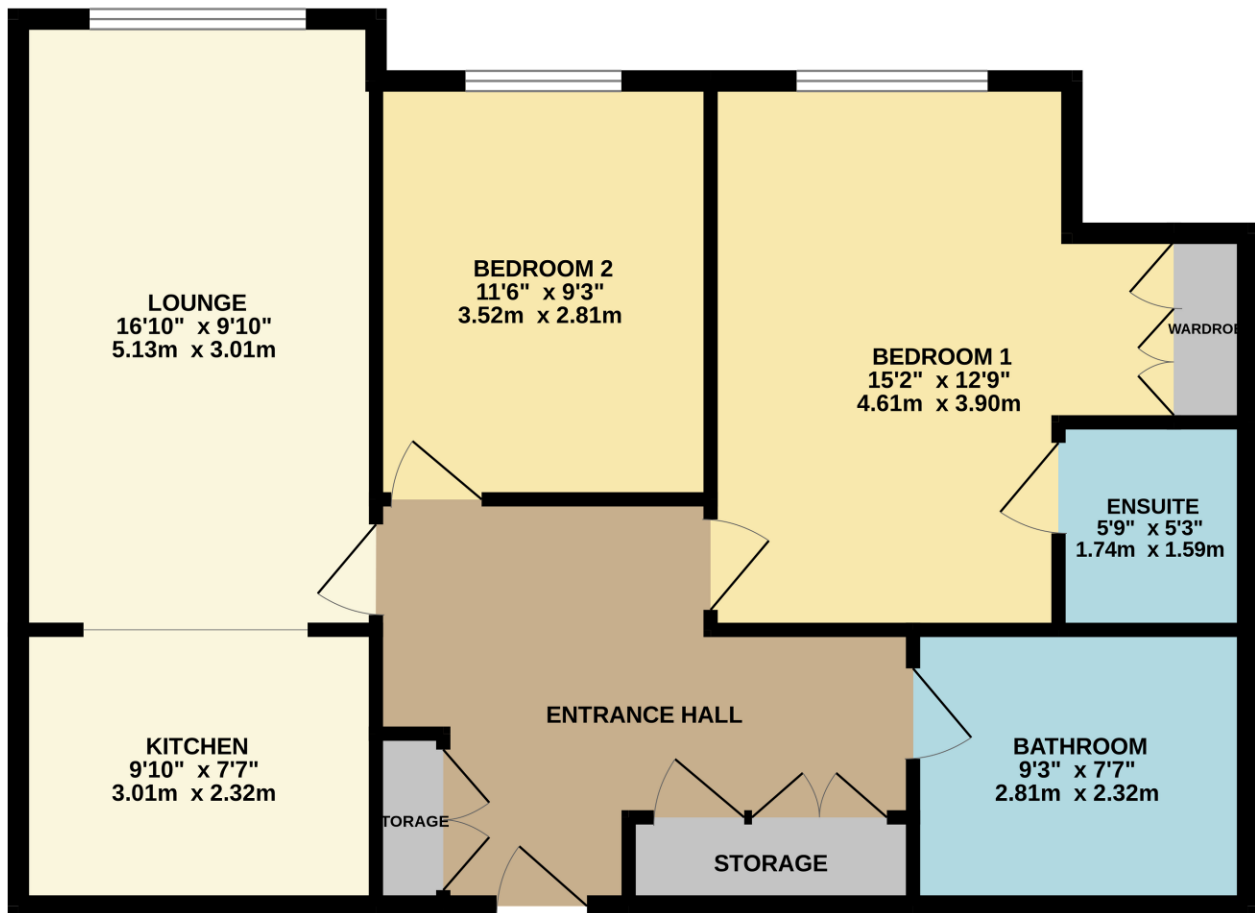 LOUNGE
16'10" x 9'10"
5.13m x 3.01m
BEDROOM 2
11'6" x 9'3"
3.52m x 2.81m
BEDROOM 1
15'2" x 12'9"
4.61m x 3.90m
WARDROB
ENSUITE
5'9" x 5'3"
1.74m x 1.59m
ENTRANCE HALL
KITCHEN
9'10" x 7'7"
3.01m x 2.32m
TORAGE
STORAGE
BATHROOM
9'3" x 7'7"
2.81m x 2.32m